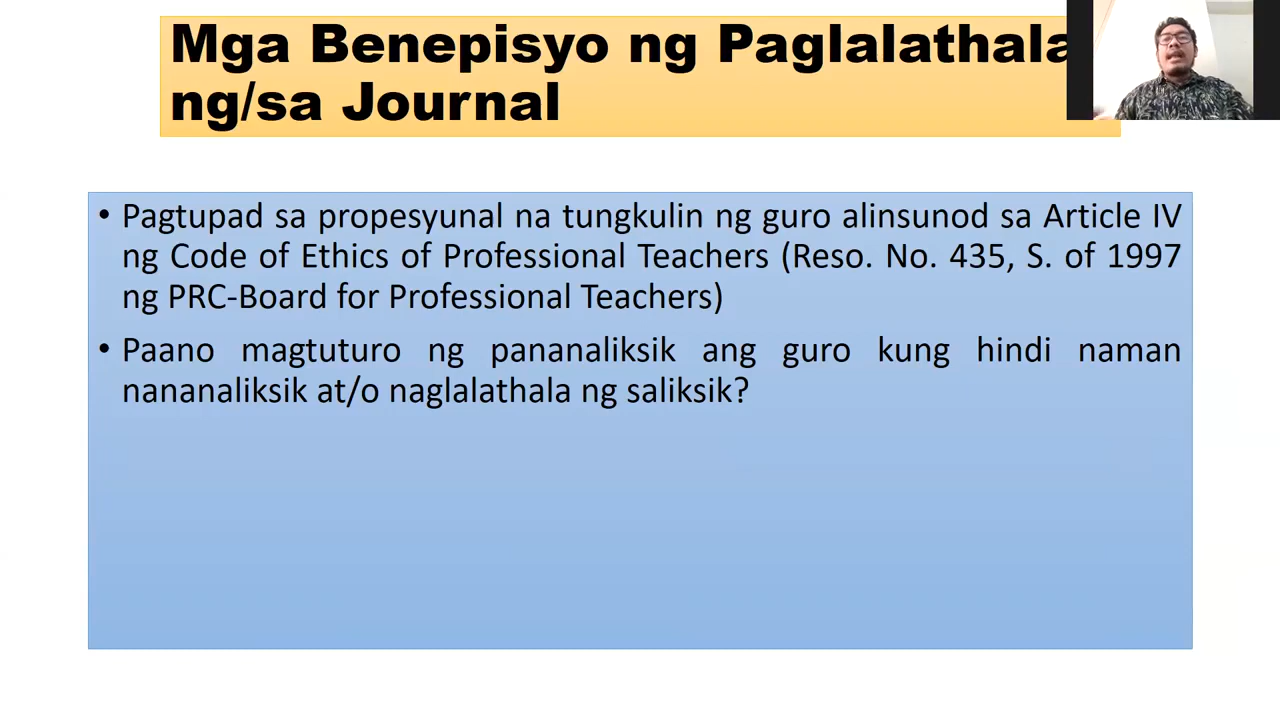 Mga Benepisyo ng Paglalathala
ng/sa Journal
• Pagtupad sa propesyunal na tungkulin ng guro alinsunod sa Article IV
ng Code of Ethics of Professional Teachers (Reso. No. 435, S. of 1997
ng PRC-Board for Professional Teachers)
• Paano magtuturo ng pananaliksik ang guro kung hindi naman
nananaliksik at/o naglalathala ng saliksik?